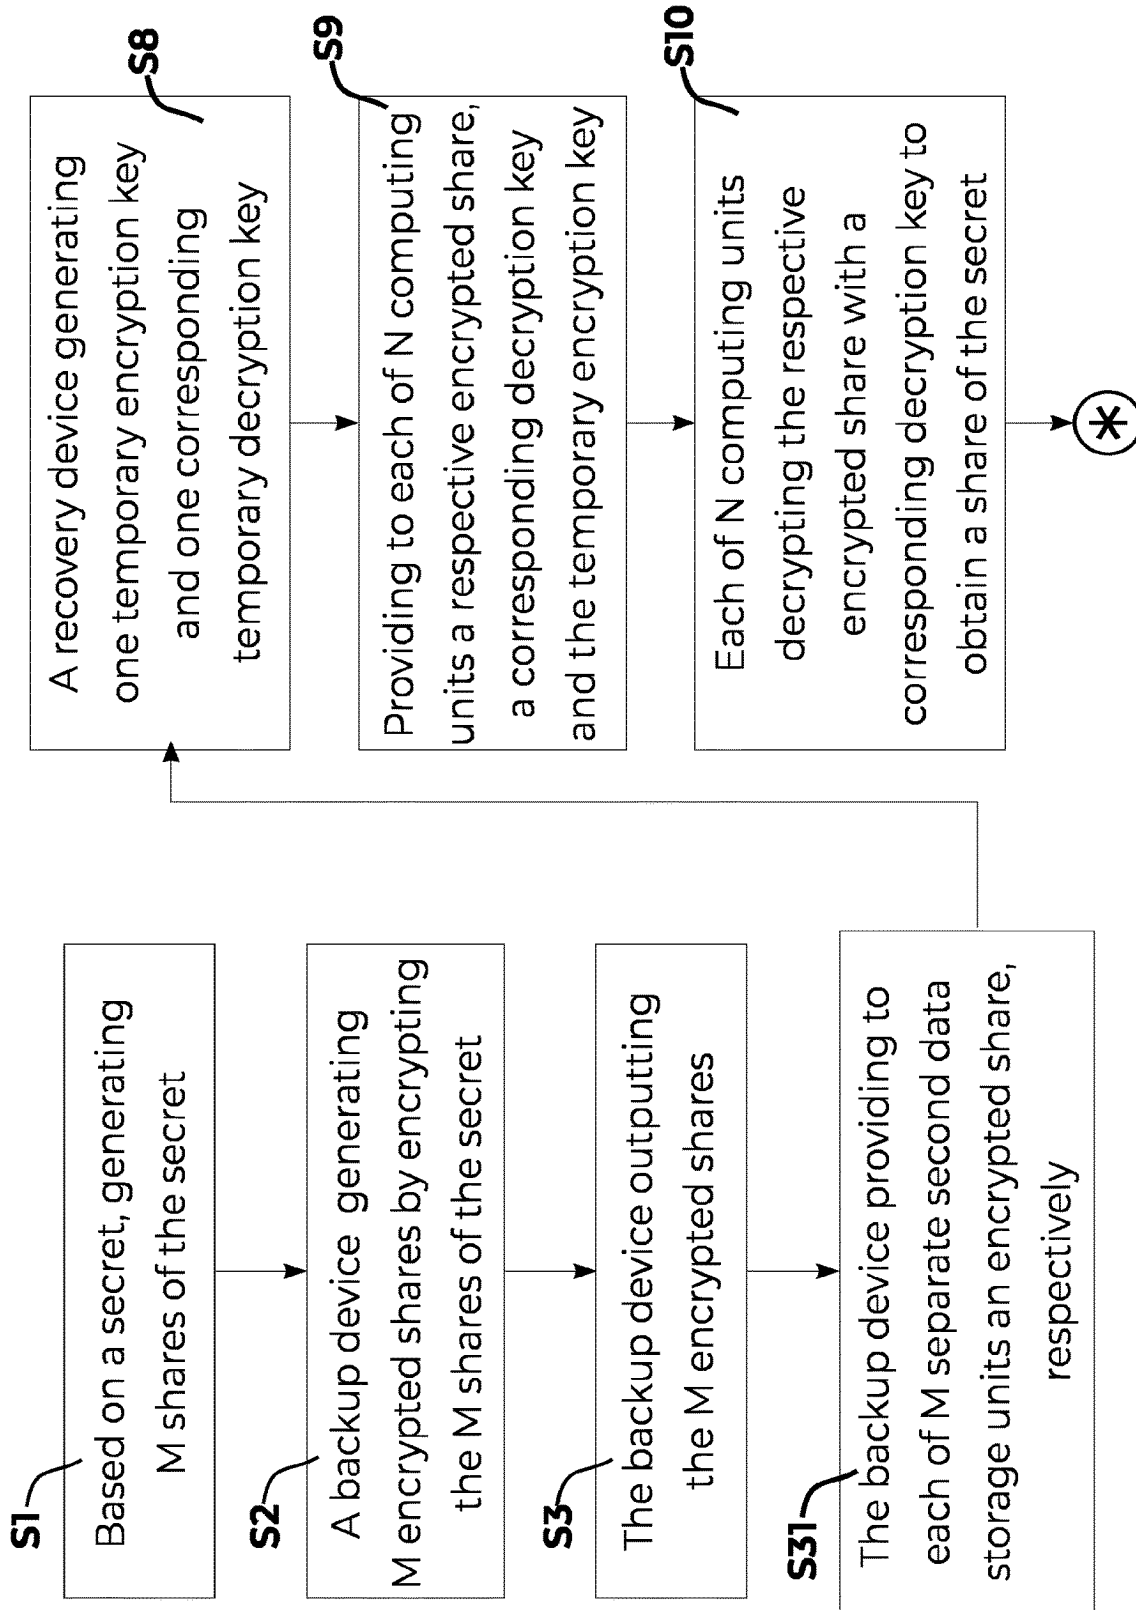 S1
Based on a secret, generating
M shares of the secret
S2
A backup device generating
M encrypted shares by encrypting
the M shares of the secret
S3
The backup device outputting
the M encrypted shares
S31
The backup device providing to
each of M separate second data
storage units an encrypted share,
respectively
S8
A recovery device generating
one temporary encryption key
and one corresponding
temporary decryption key
S9
Providing to each of N computing
units a respective encrypted share,
a corresponding decryption key
and the temporary encryption key
S10
Each of N computing units
decrypting the respective
encrypted share with a
corresponding decryption key to
obtain a share of the secret
*